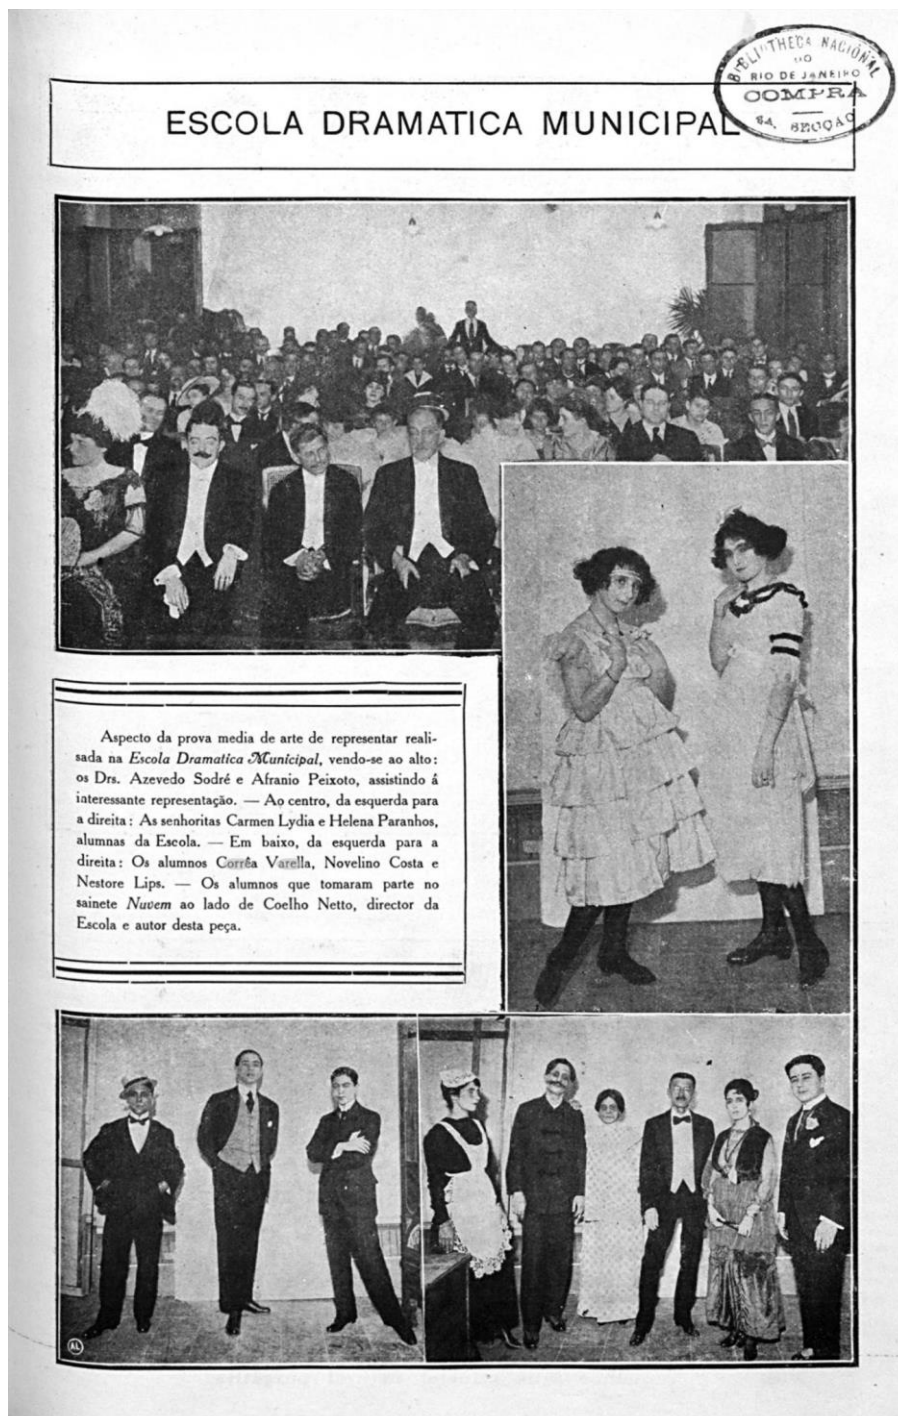 BIBLIOTHECA NACIONAL
DO
RIO DE JANEIRO
COMPRA
SA. SECÇÃO
ESCOLA DRAMATICA MUNICIPAL
Aspecto da prova media de arte de representar reali-
sada na Escola Dramatica Municipal, vendo-se ao alto:
os Drs. Azevedo Sodré e Afranio Peixoto, assistindo á
interessante representação. — Ao centro, da esquerda para
a direita: As senhoritas Carmen Lydia e Helena Paranhos,
alumnas da Escola. — Em baixo, da esquerda para a
direita: Os alumnos Corrêa Varella, Novelino Costa e
Nestore Lips. — Os alumnos que tomaram parte no
sainete Nuvem ao lado de Coelho Netto, director da
Escola e autor desta peça.
AL